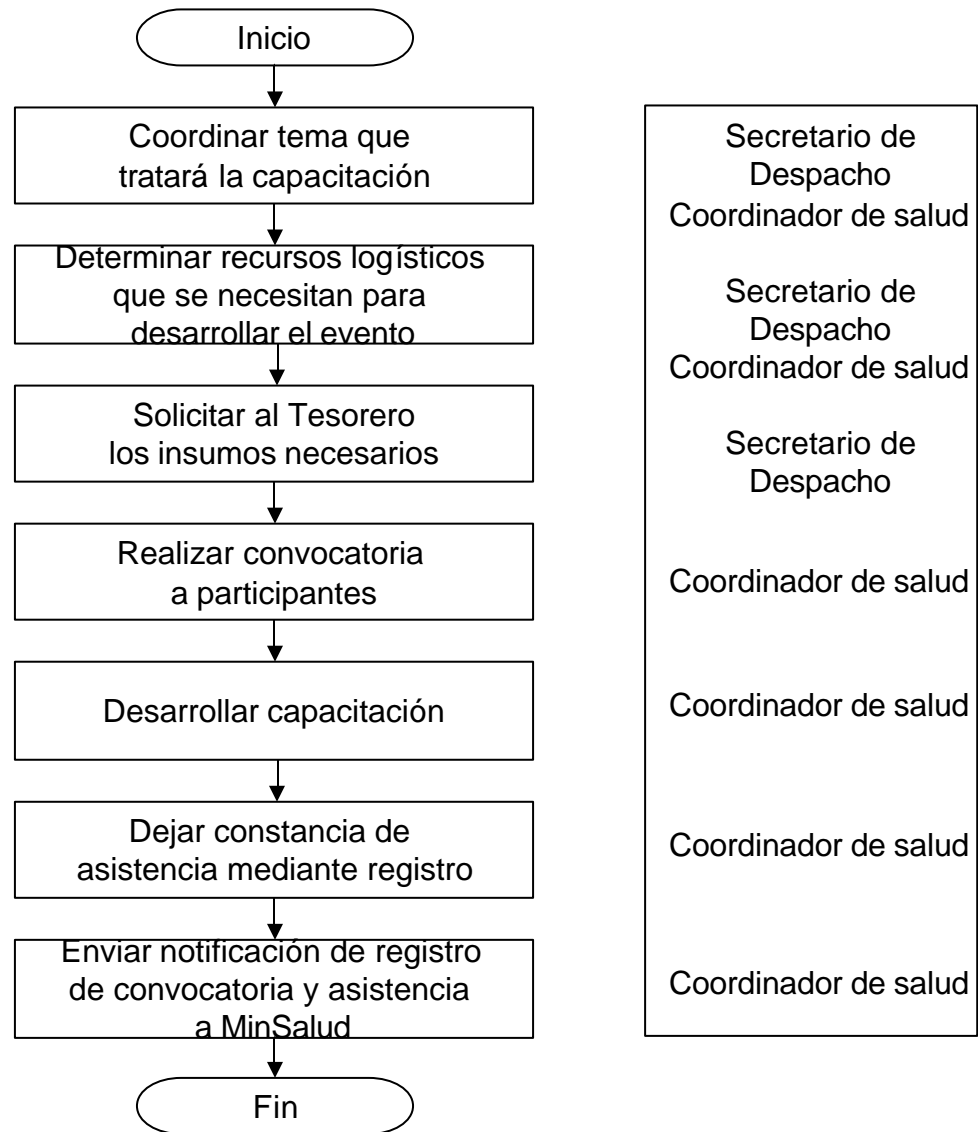 Inicio
Coordinar tema que
tratará la capacitación
Secretario de
Despacho
Coordinador de salud
Determinar recursos logísticos
que se necesitan para
desarrollar el evento
Secretario de
Despacho
Coordinador de salud
Solicitar al Tesorero
los insumos necesarios
Secretario de
Despacho
Realizar convocatoria
a participantes
Coordinador de salud
Desarrollar capacitación
Coordinador de salud
Dejar constancia de
asistencia mediante registro
Coordinador de salud
Enviar notificación de registro
de convocatoria y asistencia
a MinSalud
Coordinador de salud
Fin